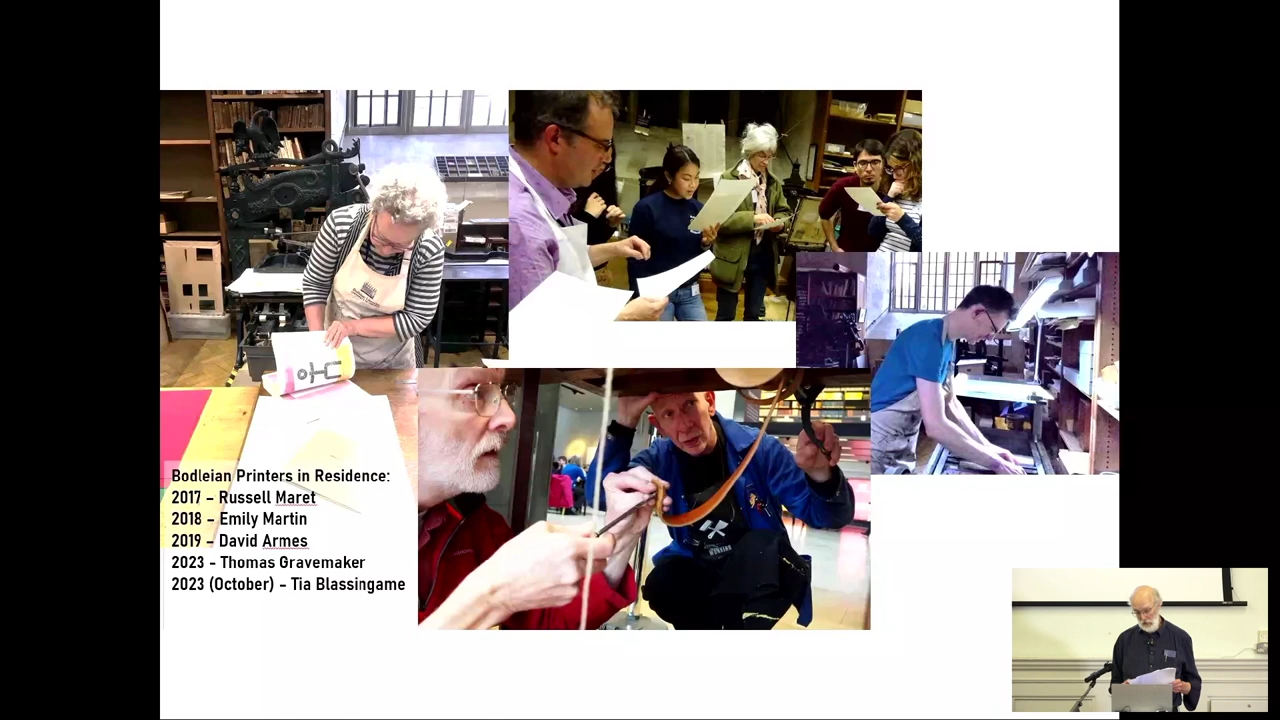 Bodleian Printers in Residence:
2017 – Russell Maret
2018 – Emily Martin
2019 – David Armes
2023 - Thomas Gravemaker
2023 (October) – Tia Blassingame